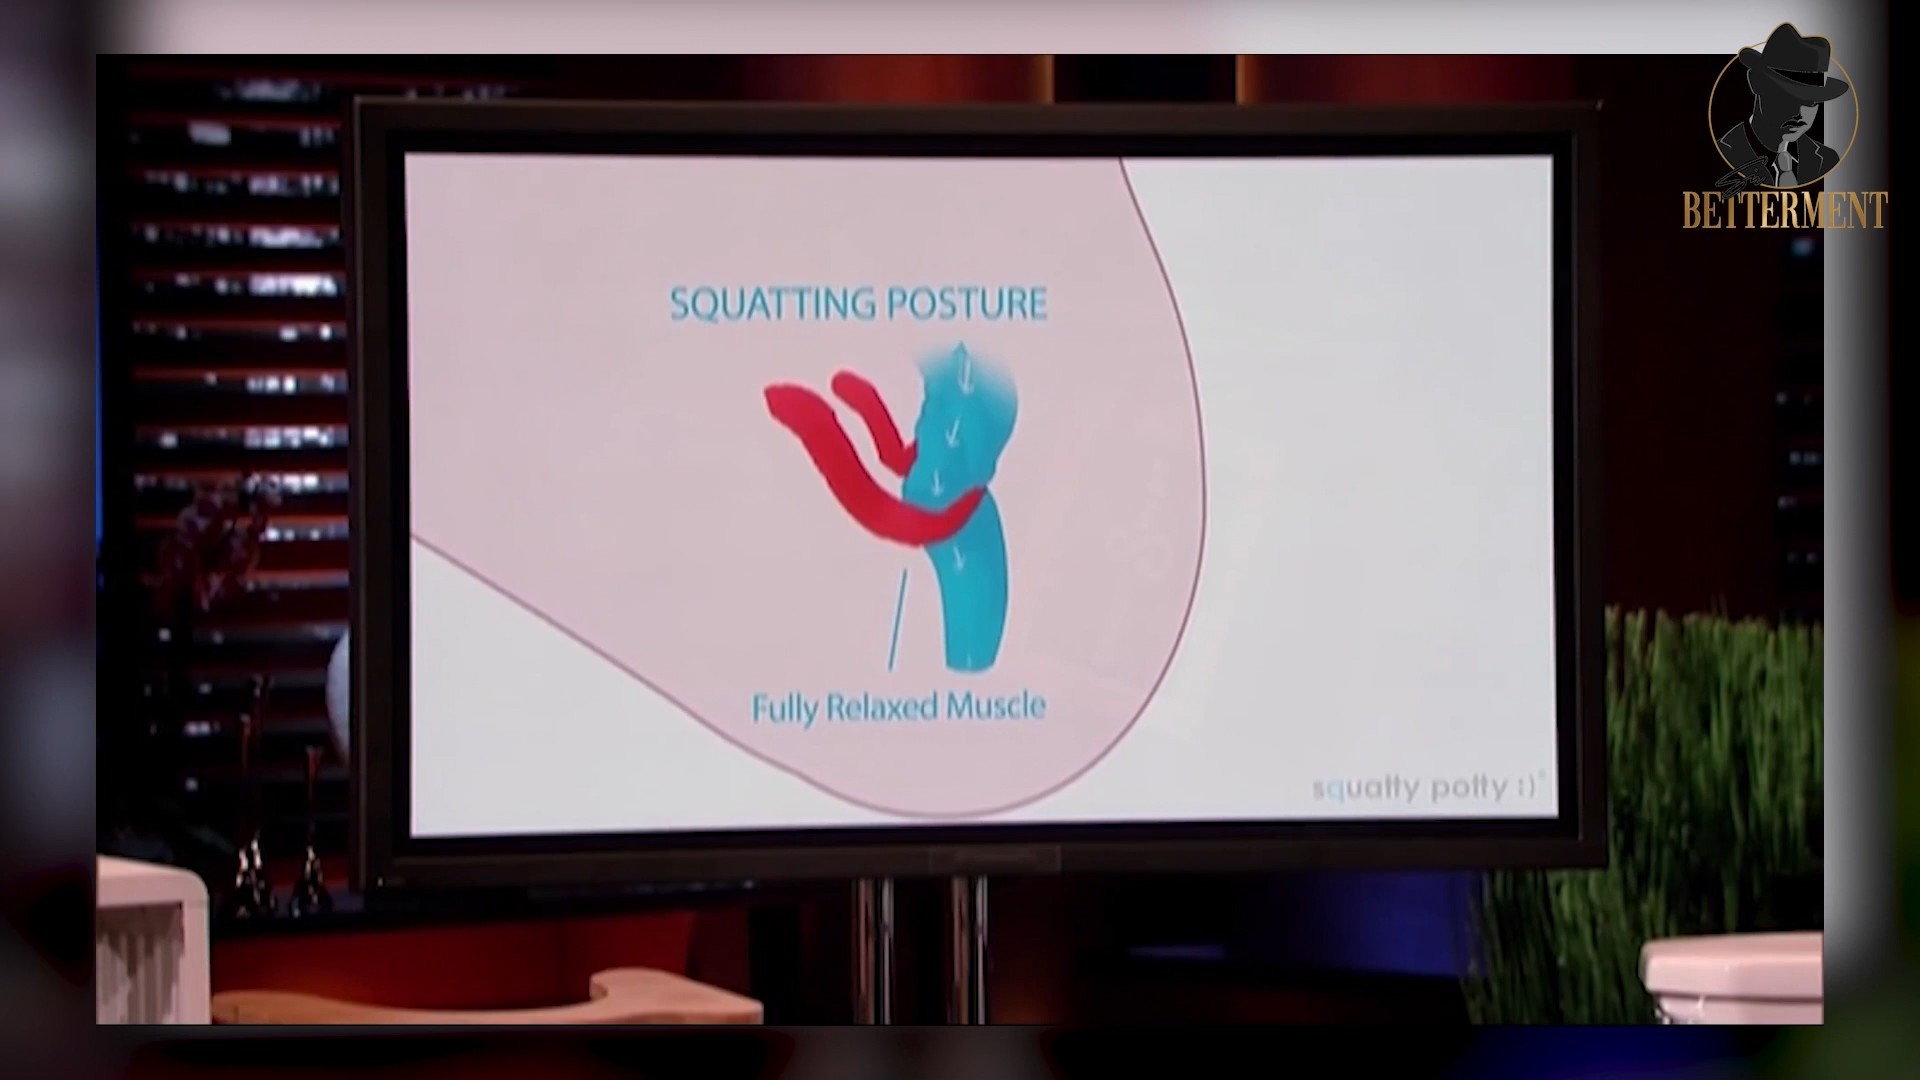 SQUATTING POSTURE
Fully Relaxed Muscle
squatty potty :)
BETTERMENT